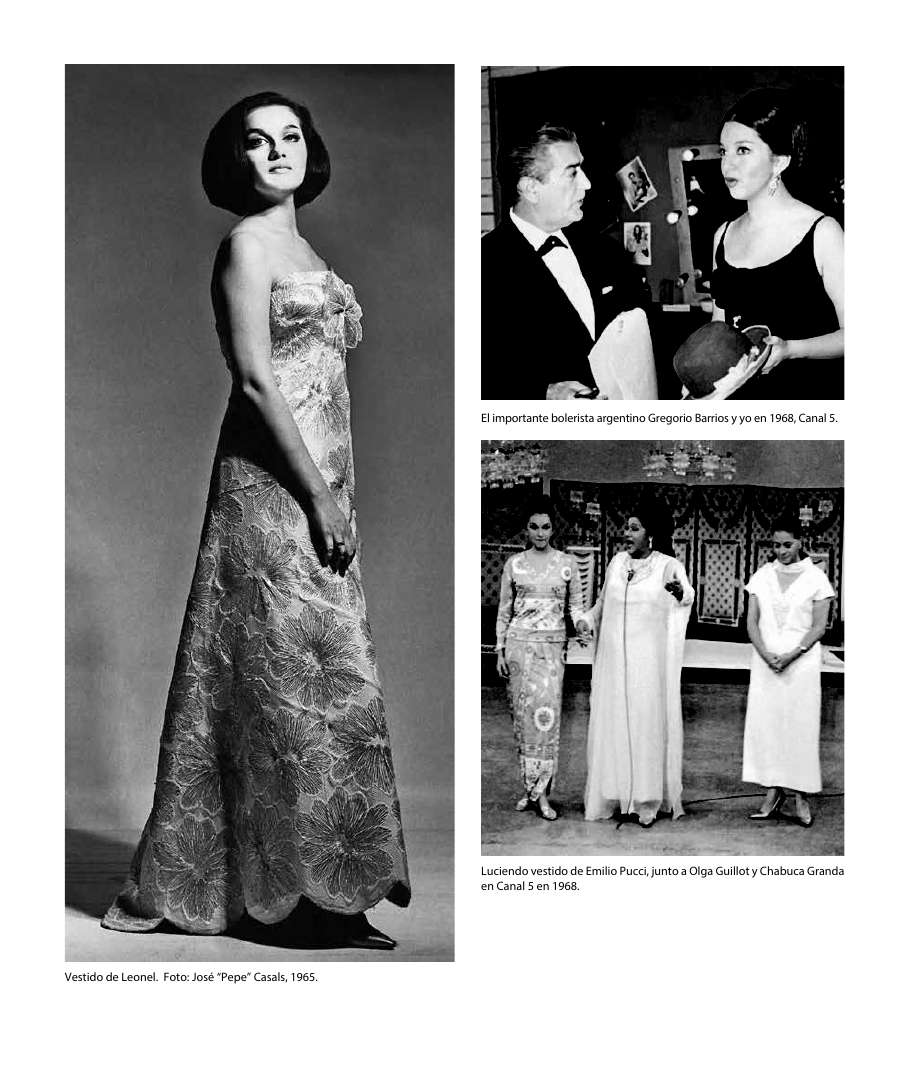 El importante bolerista argentino Gregorio Barrios y yo en 1968, Canal 5.
Luciendo vestido de Emilio Pucci, junto a Olga Guillot y Chabuca Granda
en Canal 5 en 1968.
Vestido de Leonel.  Foto: José “Pepe” Casals, 1965.